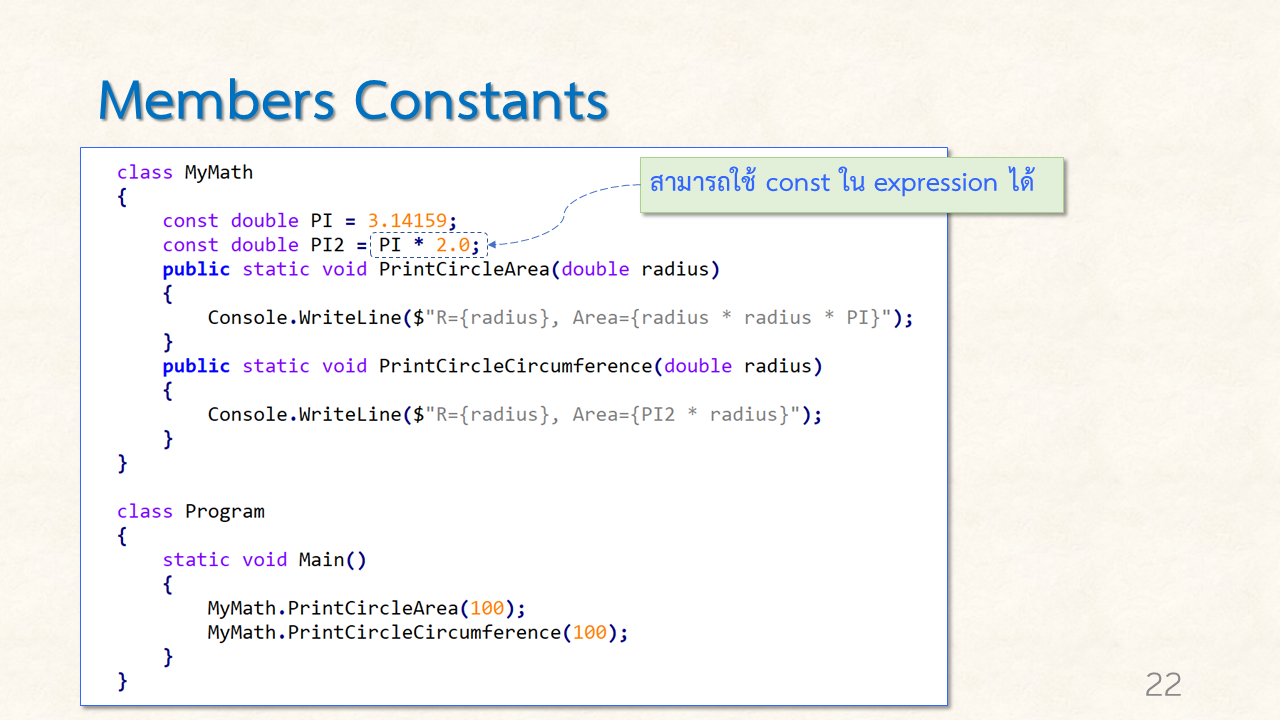 Members Constants
สามารถใช้ const ใน expression ได้
class MyMath
{
    const double PI = 3.14159;
    const double PI2 = PI * 2.0;
    public static void PrintCircleArea(double radius)
    {
        Console.WriteLine($"R={radius}, Area={radius * radius * PI}");
    }
    public static void PrintCircleCircumference(double radius)
    {
        Console.WriteLine($"R={radius}, Area={PI2 * radius}");
    }
}

class Program
{
    static void Main()
    {
        MyMath.PrintCircleArea(100);
        MyMath.PrintCircleCircumference(100);
    }
}
22